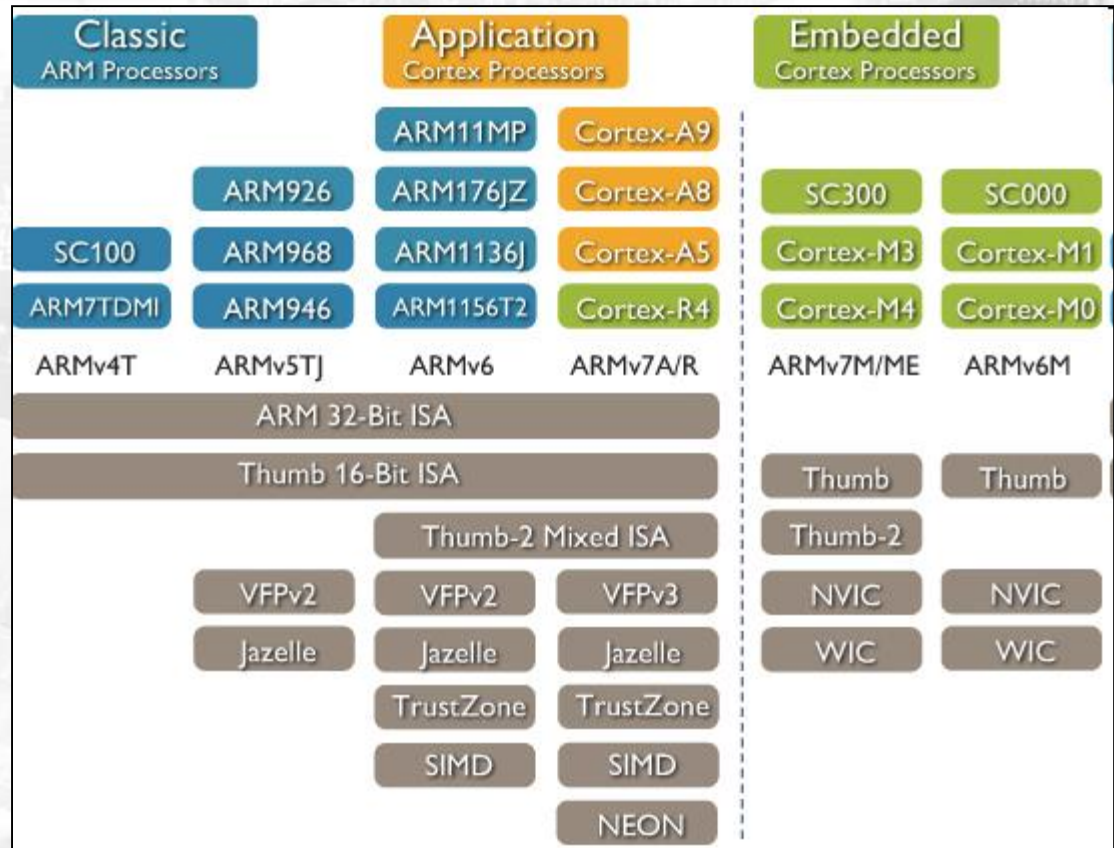 Classic
ARM Processors
Application
Cortex Processors
Embedded
Cortex Processors
ARM11MP
Cortex-A9
ARM926
ARM176JZ
Cortex-A8
SC300
SC000
SC100
ARM968
ARM1136J
Cortex-A5
Cortex-M3
Cortex-M1
ARM7TDMI
ARM946
ARM1156T2
Cortex-R4
Cortex-M4
Cortex-M0
ARMv4T
ARMv5TJ
ARMv6
ARMv7A/R
ARMv7M/ME
ARMv6M
ARM 32-Bit ISA
Thumb 16-Bit ISA
Thumb
Thumb
Thumb-2 Mixed ISA
Thumb-2
VFPv2
VFPv2
VFPv3
NVIC
NVIC
Jazelle
Jazelle
Jazelle
WIC
WIC
TrustZone
TrustZone
SIMD
SIMD
NEON